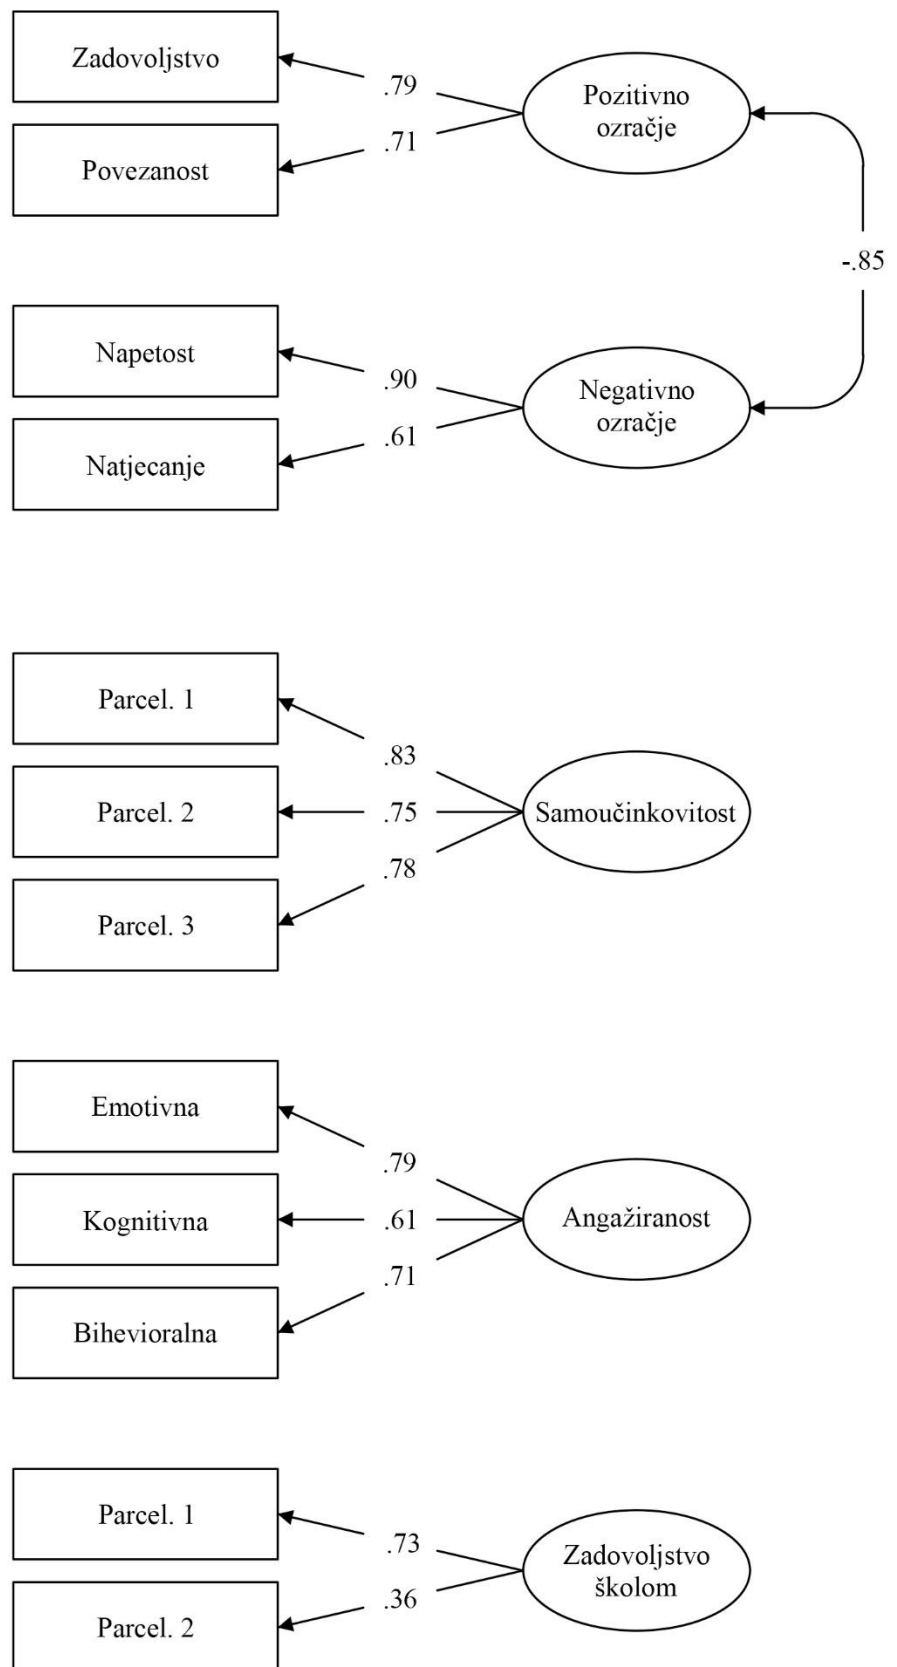 Zadovoljstvo
.79
Pozitivno
ozračje
.71
Povezanost
-.85
Napetost
.90
Negativno
ozračje
.61
Natjecanje
Parcel. 1
.83
Parcel. 2
.75
Samoučinkovitost
.78
Parcel. 3
Emotivna
.79
Kognitivna
.61
Angažiranost
.71
Bihevioralna
Parcel. 1
.73
Zadovoljstvo
školom
.36
Parcel. 2